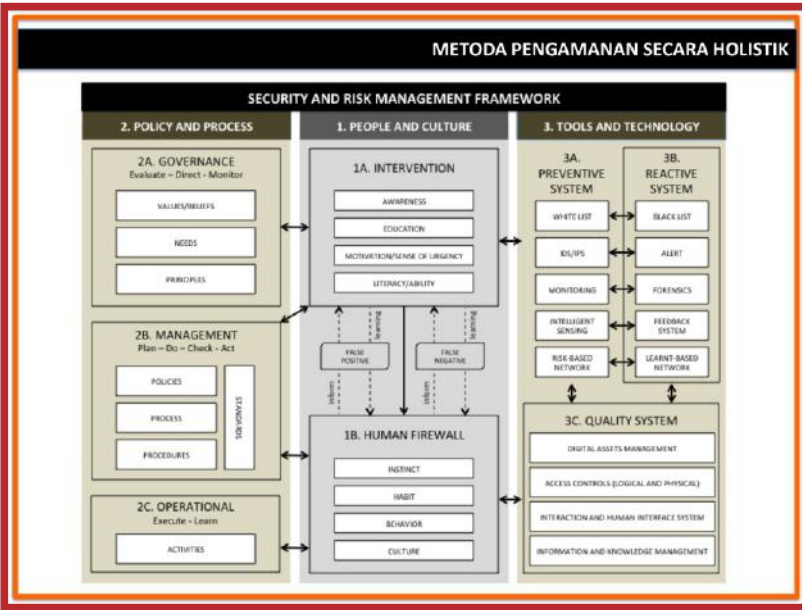 METODA PENGAMANAN SECARA HOLISTIK
SECURITY AND RISK MANAGEMENT FRAMEWORK
2. POLICY AND PROCESS
2A. GOVERNANCE
Evaluate – Direct - Monitor
VALUES/BELIEFS
NEEDS
PRINCIPLES
2B. MANAGEMENT
Plan – Do – Check - Act
POLICIES
PROCESS
PROCEDURES
STANDARDS
2C. OPERATIONAL
Execute - Learn
ACTIVITIES
1. PEOPLE AND CULTURE
1A. INTERVENTION
AWARENESS
EDUCATION
MOTIVATION/SENSE OF URGENCY
LITERACY/ABILITY
learning
learning
FALSE
POSITIVE
FALSE
NEGATIVE
inform
inform
1B. HUMAN FIREWALL
INSTINCT
HABIT
BEHAVIOR
CULTURE
3. TOOLS AND TECHNOLOGY
3A.
PREVENTIVE
SYSTEM
WHITE LIST
IDS/IPS
MONITORING
INTELLIGENT
SENSING
RISK-BASED
NETWORK
3B.
REACTIVE
SYSTEM
BLACK LIST
ALERT
FORENSICS
FEEDBACK
SYSTEM
LEARNT-BASED
NETWORK
3C. QUALITY SYSTEM
DIGITAL ASSETS MANAGEMENT
ACCESS CONTROLS (LOGICAL AND PHYSICAL)
INTERACTION AND HUMAN INTERFACE SYSTEM
INFORMATION AND KNOWLEDGE MANAGEMENT